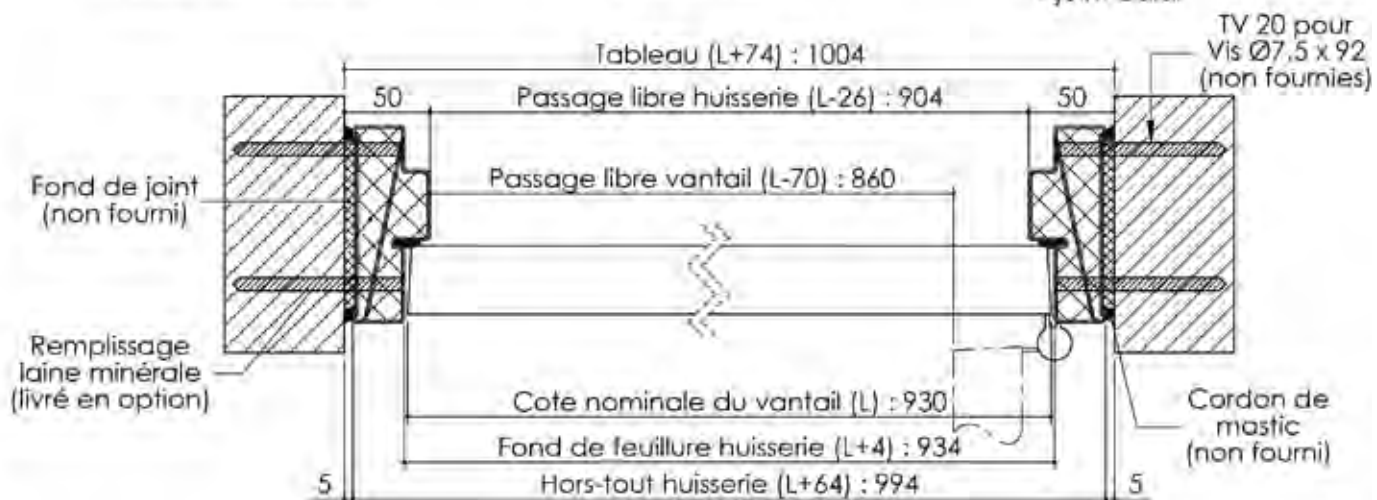 TV 20 pour
Vis Ø7,5 x 92
(non fournies)
Tableau (L+74) : 1004
50
Passage libre huisserie (L-26) : 904
50
Passage libre vantail (L-70) : 860
Fond de joint
(non fourni)
Remplissage
laine minérale
(livré en option)
Cote nominale du vantail (L) : 930
Cordon de
mastic
(non fourni)
Fond de feuillure huisserie (L+4) : 934
5
Hors-tout huisserie (L+64) : 994
5